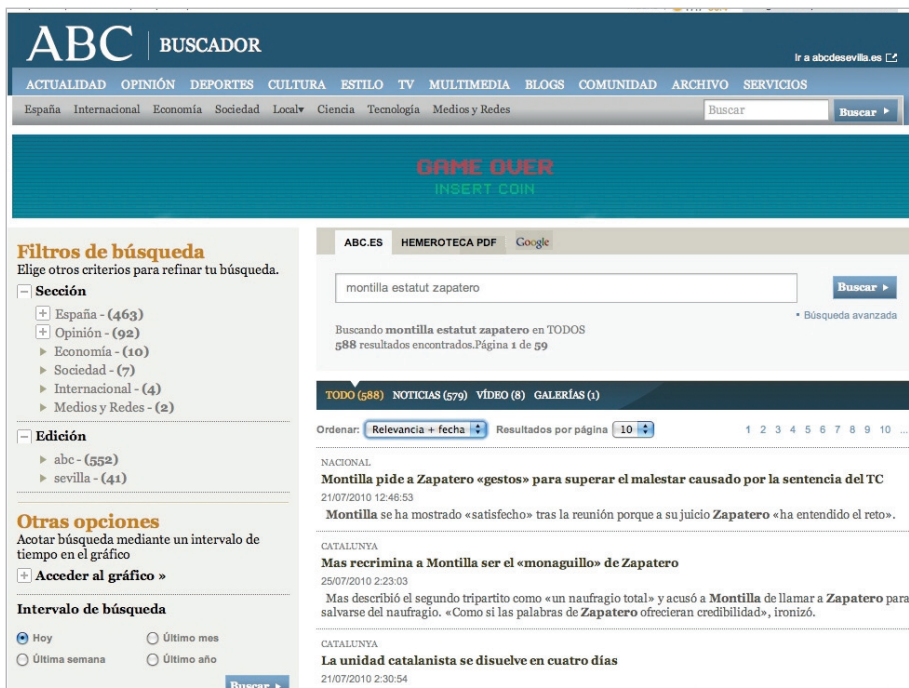 ABC BUSCADOR
Ir a abcdesevilla.es
ACTUALIDAD OPINIÓN DEPORTES CULTURA ESTILO TV MULTIMEDIA BLOGS COMUNIDAD ARCHIVO SERVICIOS
España Internacional Economía Sociedad Local Ciencia Tecnología Medios y Redes Buscar Buscar
GAME OVER
INSERT COIN
Filtros de búsqueda
Elige otros criterios para refinar tu búsqueda.
Sección
España - (463)
Opinión - (92)
Economía - (10)
Sociedad - (7)
Internacional - (4)
Medios y Redes - (2)
Edición
abc - (552)
sevilla - (41)
Otras opciones
Acotar búsqueda mediante un intervalo de
tiempo en el gráfico
Acceder al gráfico »
Intervalo de búsqueda
Hoy Último mes
Última semana Último año
Buscar
ABC.ES HEMEROTECA PDF Google
montilla estatut zapatero Buscar
Búsqueda avanzada
Buscando montilla estatut zapatero en TODOS
588 resultados encontrados.Página 1 de 59
TODO (588) NOTICIAS (579) VÍDEO (8) GALERÍAS (1)
Ordenar: Relevancia + fecha Resultados por página 10 1 2 3 4 5 6 7 8 9 10 ...
NACIONAL
Montilla pide a Zapatero «gestos» para superar el malestar causado por la sentencia del TC
21/07/2010 12:46:53
Montilla se ha mostrado «satisfecho» tras la reunión porque a su juicio Zapatero «ha entendido el reto».
CATALUNYA
Mas recrimina a Montilla ser el «monaguillo» de Zapatero
25/07/2010 2:23:03
Mas describió el segundo tripartito como «un naufragio total» y acusó a Montilla de llamar a Zapatero para
salvarse del naufragio. «Como si las palabras de Zapatero ofrecieran credibilidad», ironizó.
CATALUNYA
La unidad catalanista se disuelve en cuatro días
21/07/2010 2:30:54